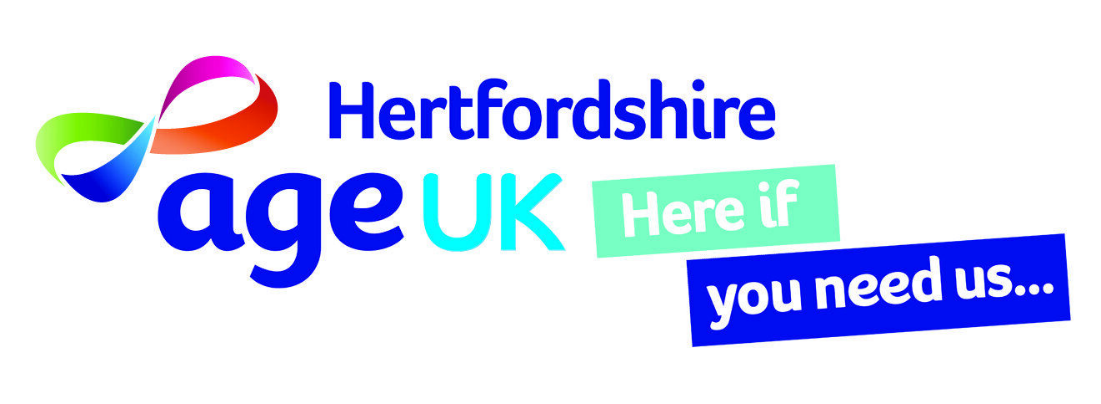 Hertfordshire
age UK
Here if
you need us...